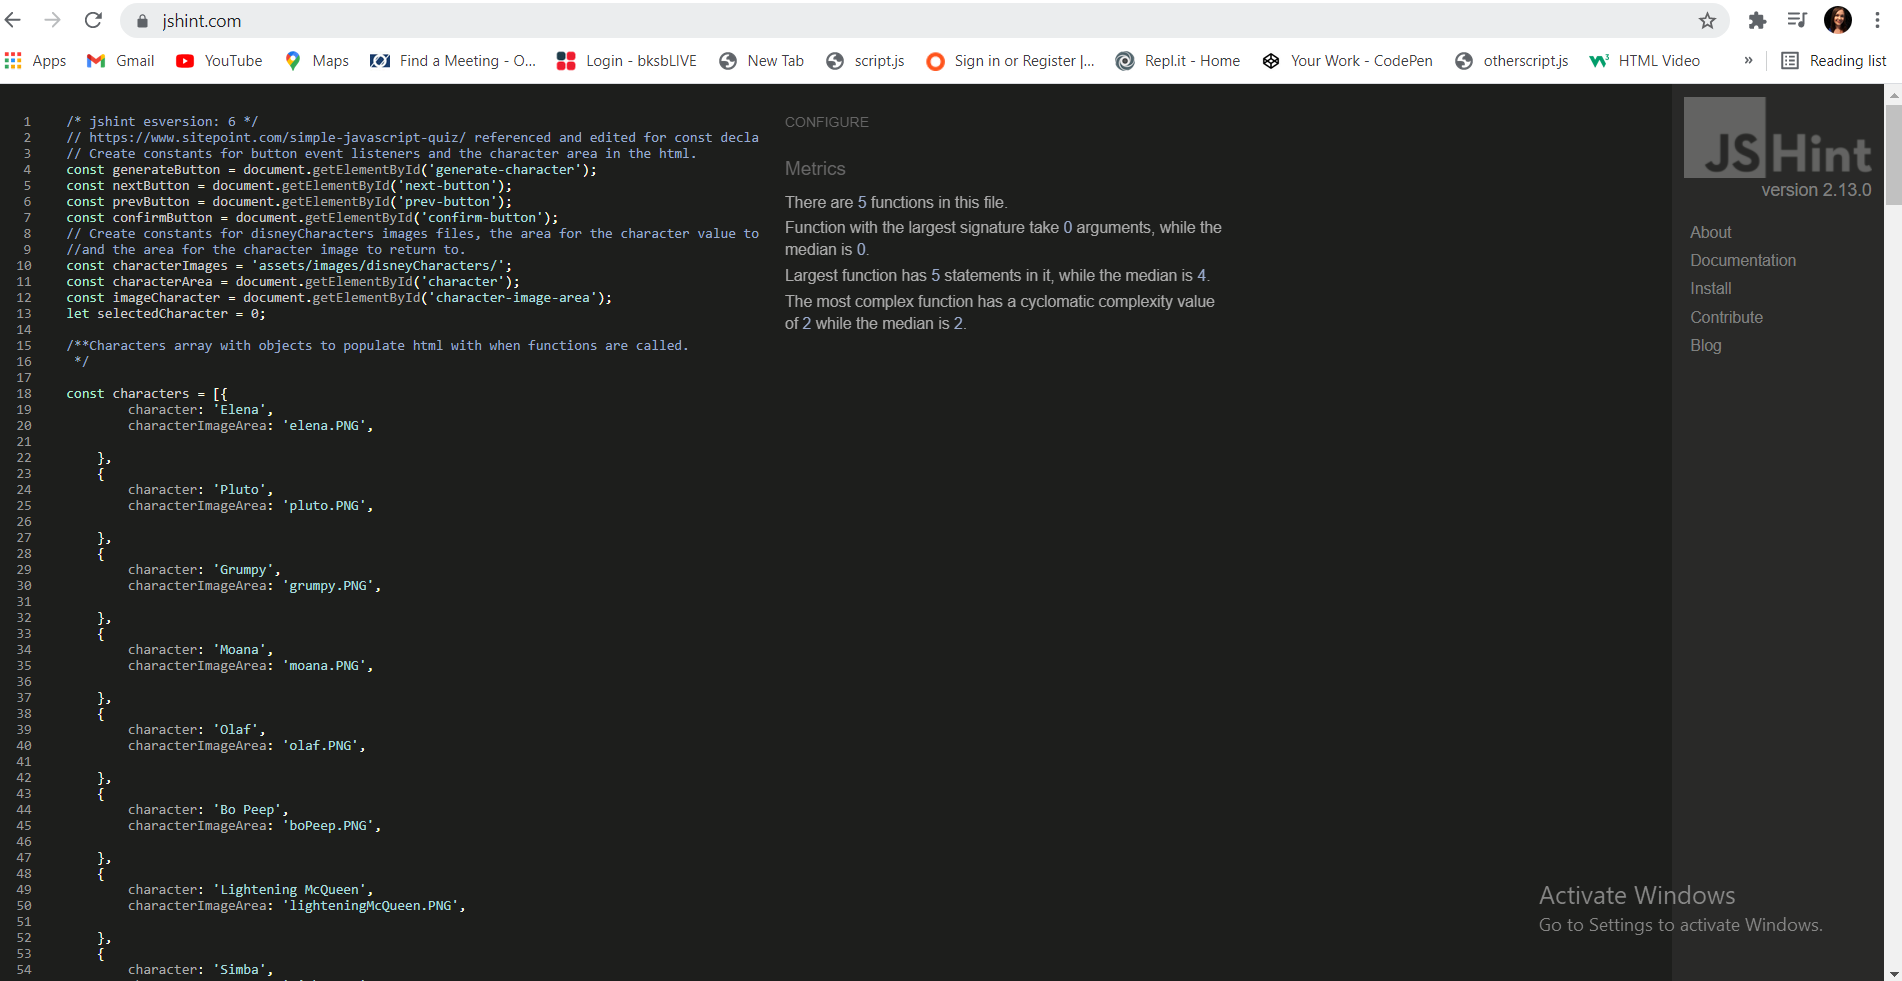 jshint.com
Apps Gmail YouTube Maps Find a Meeting - O... Login - bksbLIVE New Tab script.js Sign in or Register |... Repl.it - Home Your Work - CodePen otherscript.js HTML Video » Reading list
1 /* jshint esversion: 6 */
2 // https://www.sitepoint.com/simple-javascript-quiz/ referenced and edited for const decla
3 // Create constants for button event listeners and the character area in the html.
4 const generateButton = document.getElementById('generate-character');
5 const nextButton = document.getElementById('next-button');
6 const prevButton = document.getElementById('prev-button');
7 const confirmButton = document.getElementById('confirm-button');
8 // Create constants for disneyCharacters images files, the area for the character value to
9 //and the area for the character image to return to.
10 const characterImages = 'assets/images/disneyCharacters/';
11 const characterArea = document.getElementById('character');
12 const imageCharacter = document.getElementById('character-image-area');
13 let selectedCharacter = 0;
14
15 /**Characters array with objects to populate html with when functions are called.
16 */
17
18 const characters = [{
19 character: 'Elena',
20 characterImageArea: 'elena.PNG',
21
22 },
23 {
24 character: 'Pluto',
25 characterImageArea: 'pluto.PNG',
26
27 },
28 {
29 character: 'Grumpy',
30 characterImageArea: 'grumpy.PNG',
31
32 },
33 {
34 character: 'Moana',
35 characterImageArea: 'moana.PNG',
36
37 },
38 {
39 character: 'Olaf',
40 characterImageArea: 'olaf.PNG',
41
42 },
43 {
44 character: 'Bo Peep',
45 characterImageArea: 'boPeep.PNG',
46
47 },
48 {
49 character: 'Lightening McQueen',
50 characterImageArea: 'lighteningMcQueen.PNG',
51
52 },
53 {
54 character: 'Simba',
CONFIGURE
Metrics
There are 5 functions in this file.
Function with the largest signature take 0 arguments, while the
median is 0.
Largest function has 5 statements in it, while the median is 4.
The most complex function has a cyclomatic complexity value
of 2 while the median is 2.
JSHint
version 2.13.0
About
Documentation
Install
Contribute
Blog
Activate Windows
Go to Settings to activate Windows.